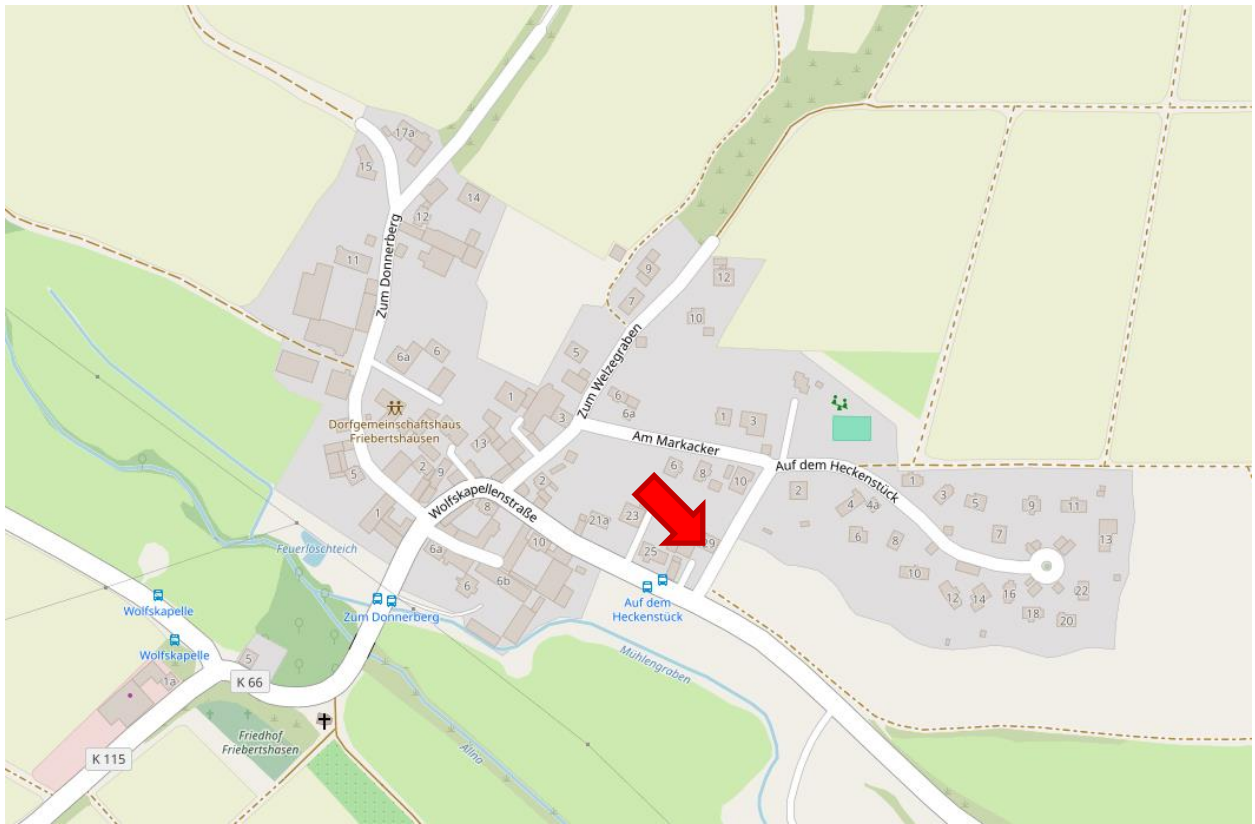 17a
15
14
12
Zum Donnerberg
11
9
12
7
10
Zum Welzegraben
5
6a
6
1
6
6a
3
1
3
Dorfgemeinschaftshaus
Friebertshausen
13
Am Markacker
Auf dem Heckenstück
2
9
5
6
8
10
2
1
3
5
9
11
4
4a
2
8
Wolfskapellenstraße
23
21a
1
6
8
7
13
10
25
29
6a
Feuerlöschteich
10
6b
6
12
14
16
22
18
20
Wolfskapelle
Zum Donnerberg
Auf dem
Heckenstück
Wolfskapelle
5
Mühlengraben
1a
K 66
Friedhof
Friebertshasen
Allna
K 115